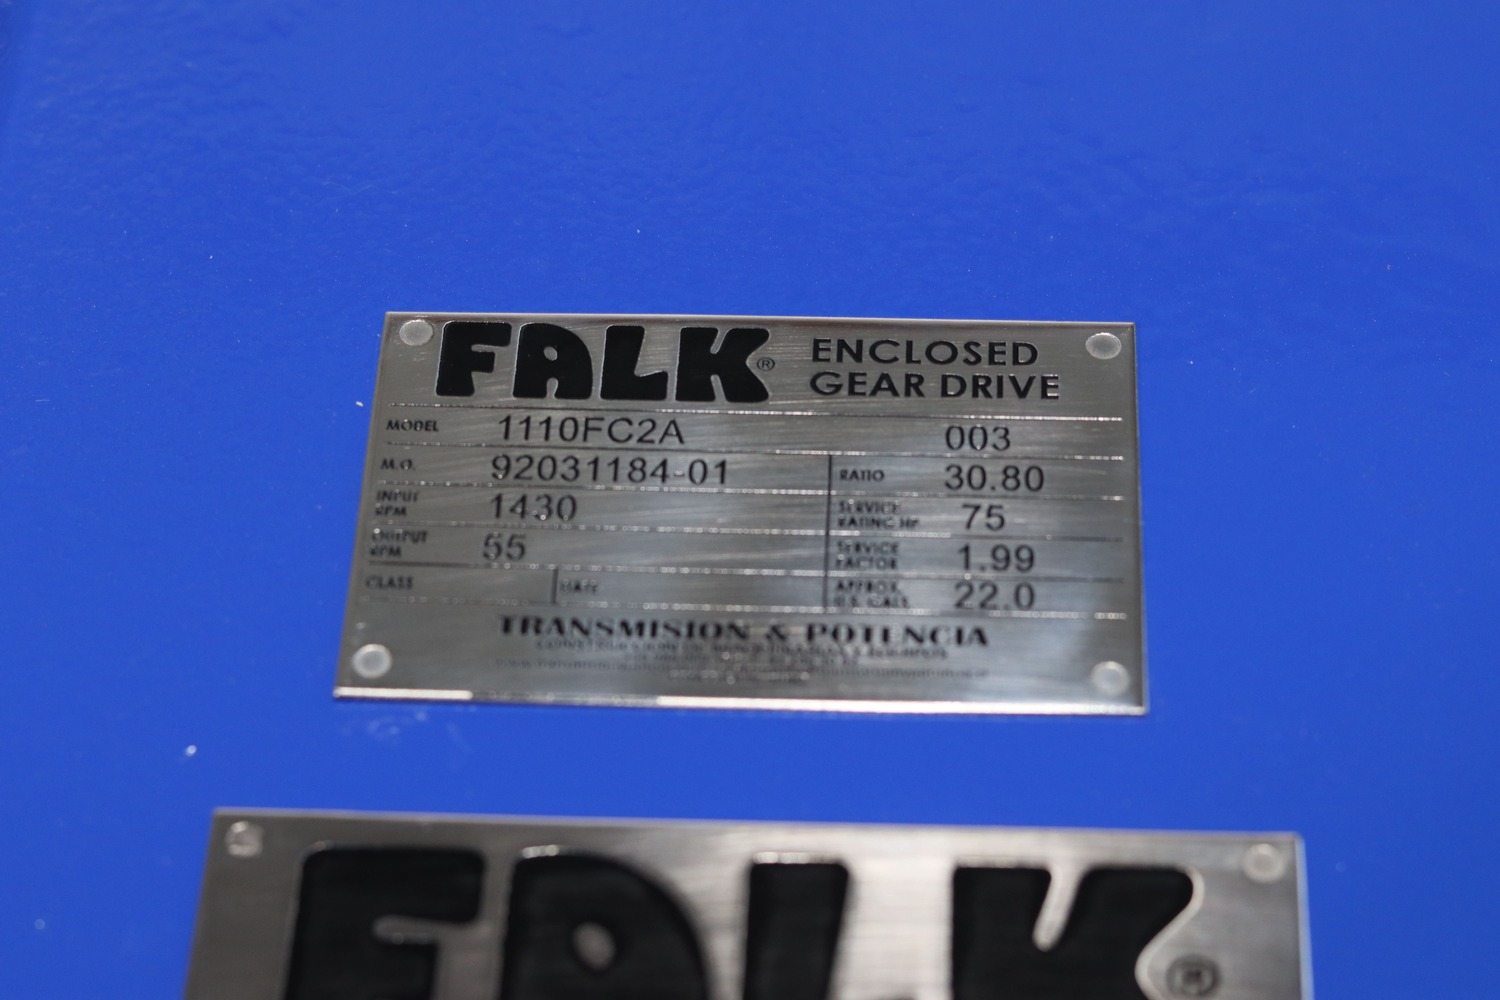 FALK® ENCLOSED
GEAR DRIVE
MODEL 1110FC2A 003
M.O. 92031184-01 RATIO 30.80
INPUT RPM 1430 SERVICE RATING HP 75
OUTPUT RPM 55 SERVICE FACTOR 1.99
CLASS DATE APPROX. U.S. GALS 22.0
TRANSMISION & POTENCIA
FALK®